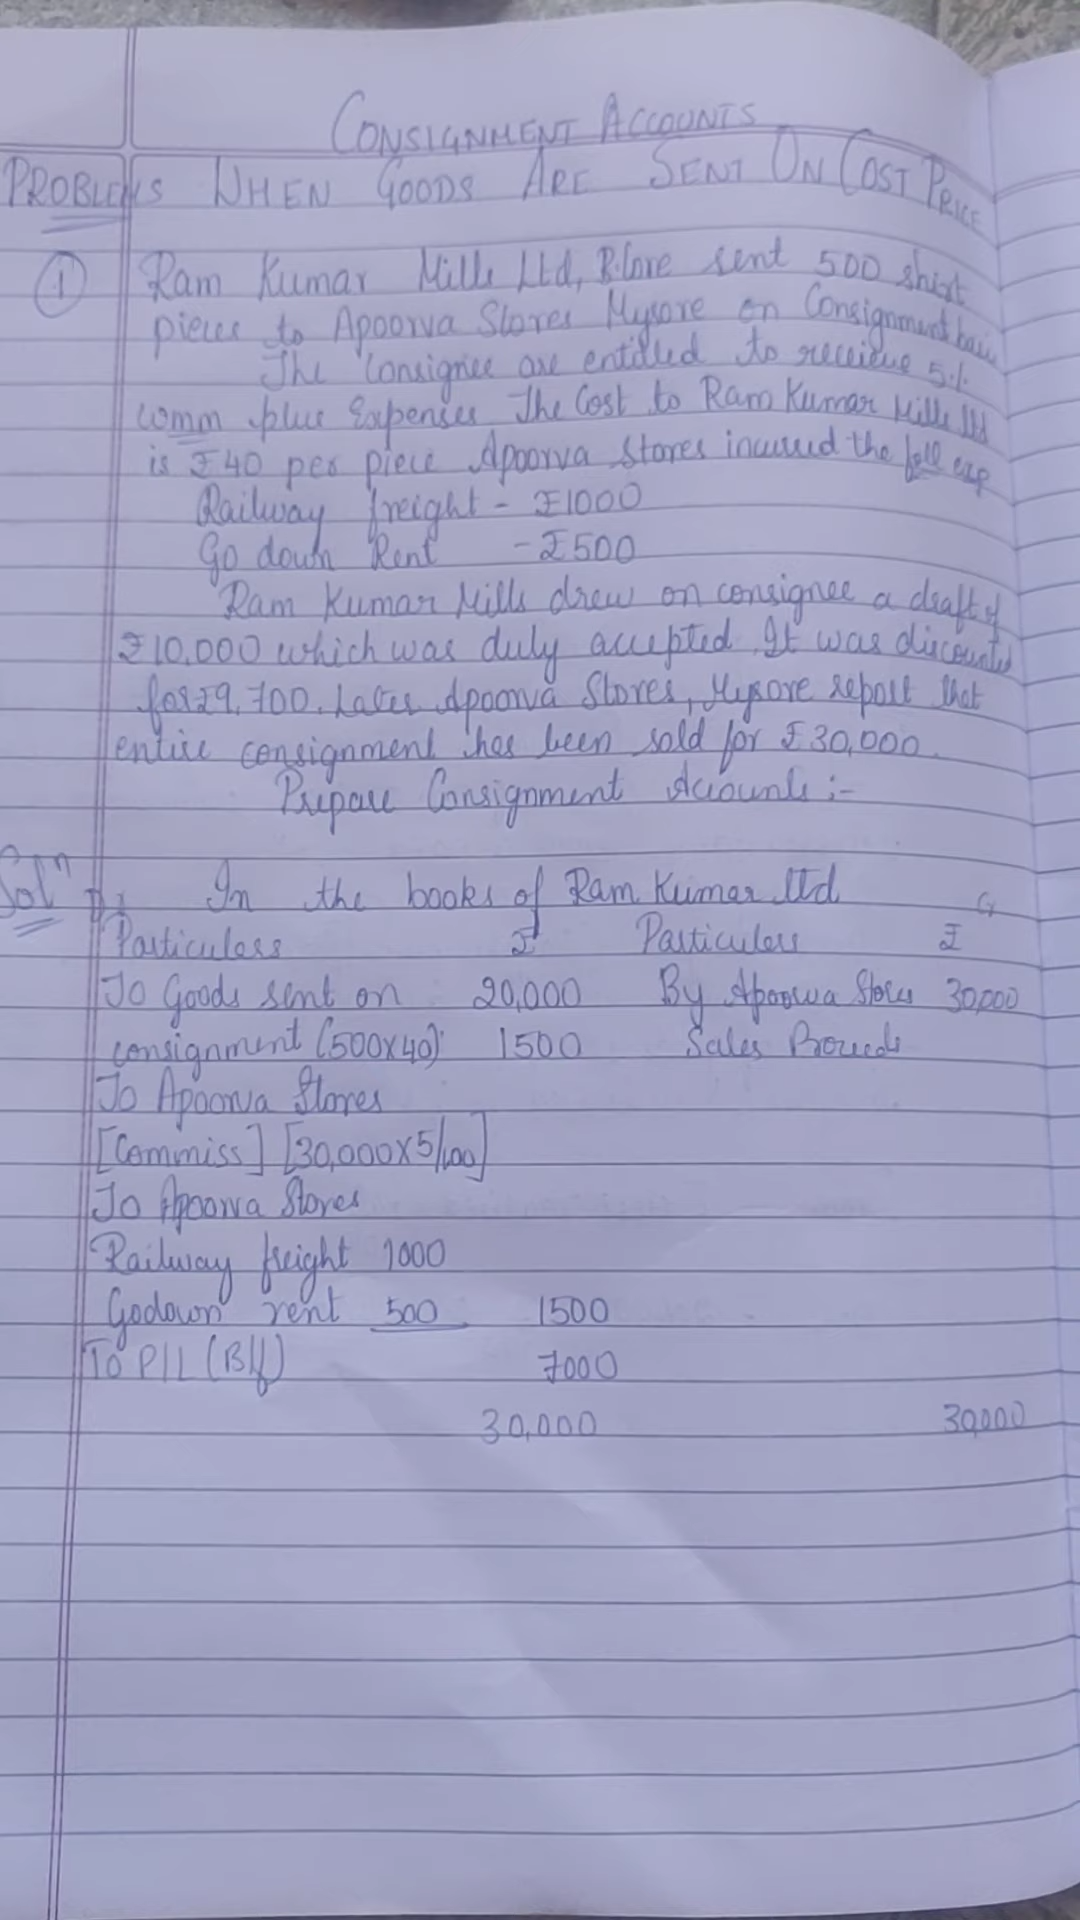 CONSIGNMENT ACCOUNTS
PROBLEMS WHEN GOODS ARE SENT ON COST PRICE
① Ram Kumar Mills Ltd, B.lore sent 500 shirt
pieces to Apoorva Stores Mysore on Consignment basis
The Consignee are entitled to receieve 5%
comm plus Expenses The Cost to Ram Kumar Mills ltd
is ₹40 per piece Apoorva Stores incurred the foll exp
Railway freight - ₹1000
Go down Rent - ₹500
Ram Kumar Mills drew on consignee a draft of
₹10,000 which was duly accepted. It was discounted
for ₹9,700. Later Apoorva Stores, Mysore report that
entire consignment has been sold for ₹30,000.
Prepare Consignment Accounts :-
Solⁿ In the books of Ram Kumar ltd
Dr Cr
Particulers ₹ Particulers ₹
To Goods sent on 20,000 By Apoorva Stores 30,000
consignment (500x40) 1500 Sales Proceeds
To Apoorva Stores
[Commiss] [30,000x5/100]
To Apoorva Stores
Railway freight 1000
Godown rent 500 1500
To P/L (B/f) 7000
30,000 30,000